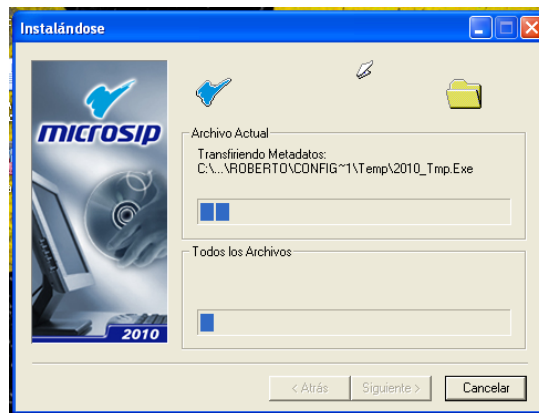 Instalándose
microsip
2010
Archivo Actual
Transfiriendo Metadatos:
C:\...\ROBERTO\CONFIG~1\Temp\2010_Tmp.Exe
Todos los Archivos
< Atrás
Siguiente >
Cancelar